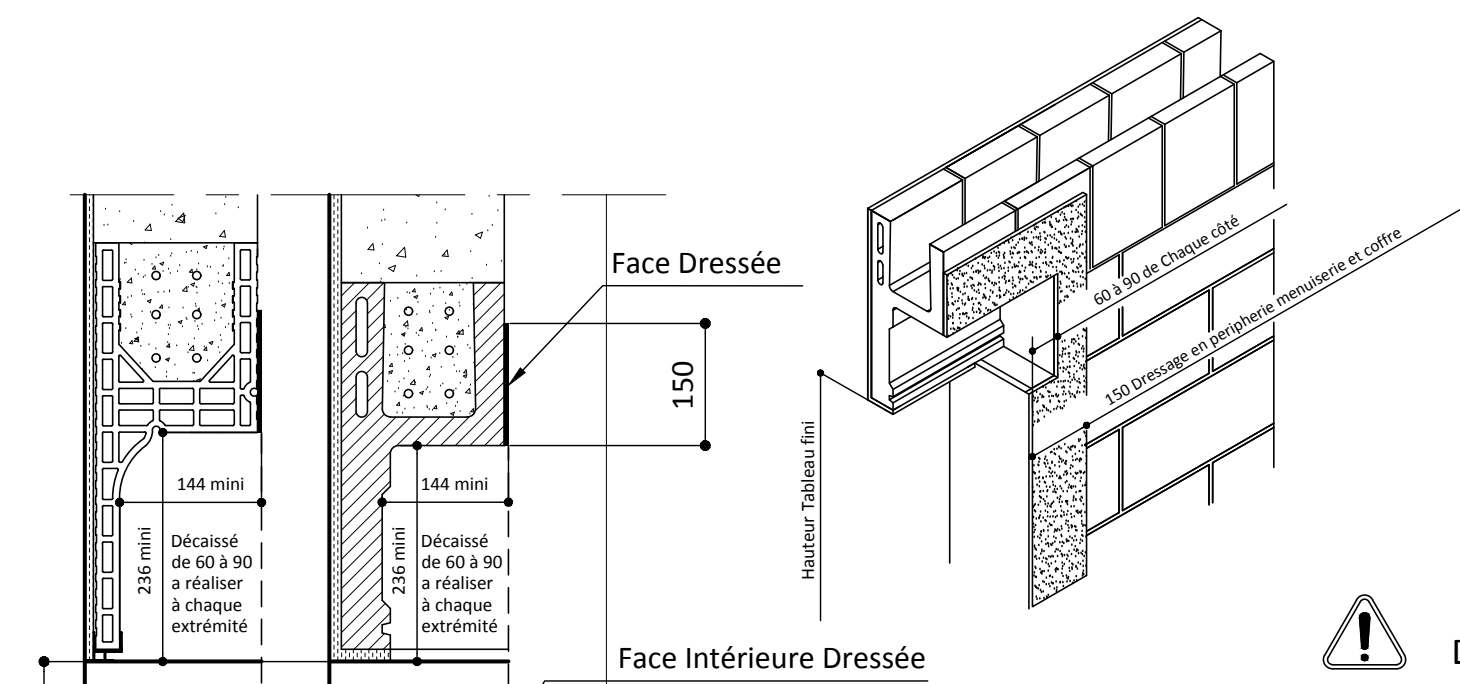 Face Dressée
150
144 mini
236 mini
Décaissé
de 60 à 90
a réaliser
à chaque
extrémité
144 mini
236 mini
Décaissé
de 60 à 90
a réaliser
à chaque
extrémité
Face Intérieure Dressée
60 à 90 de Chaque côté
150 Dressage en peripherie menuiserie et coffre
Hauteur Tableau fini